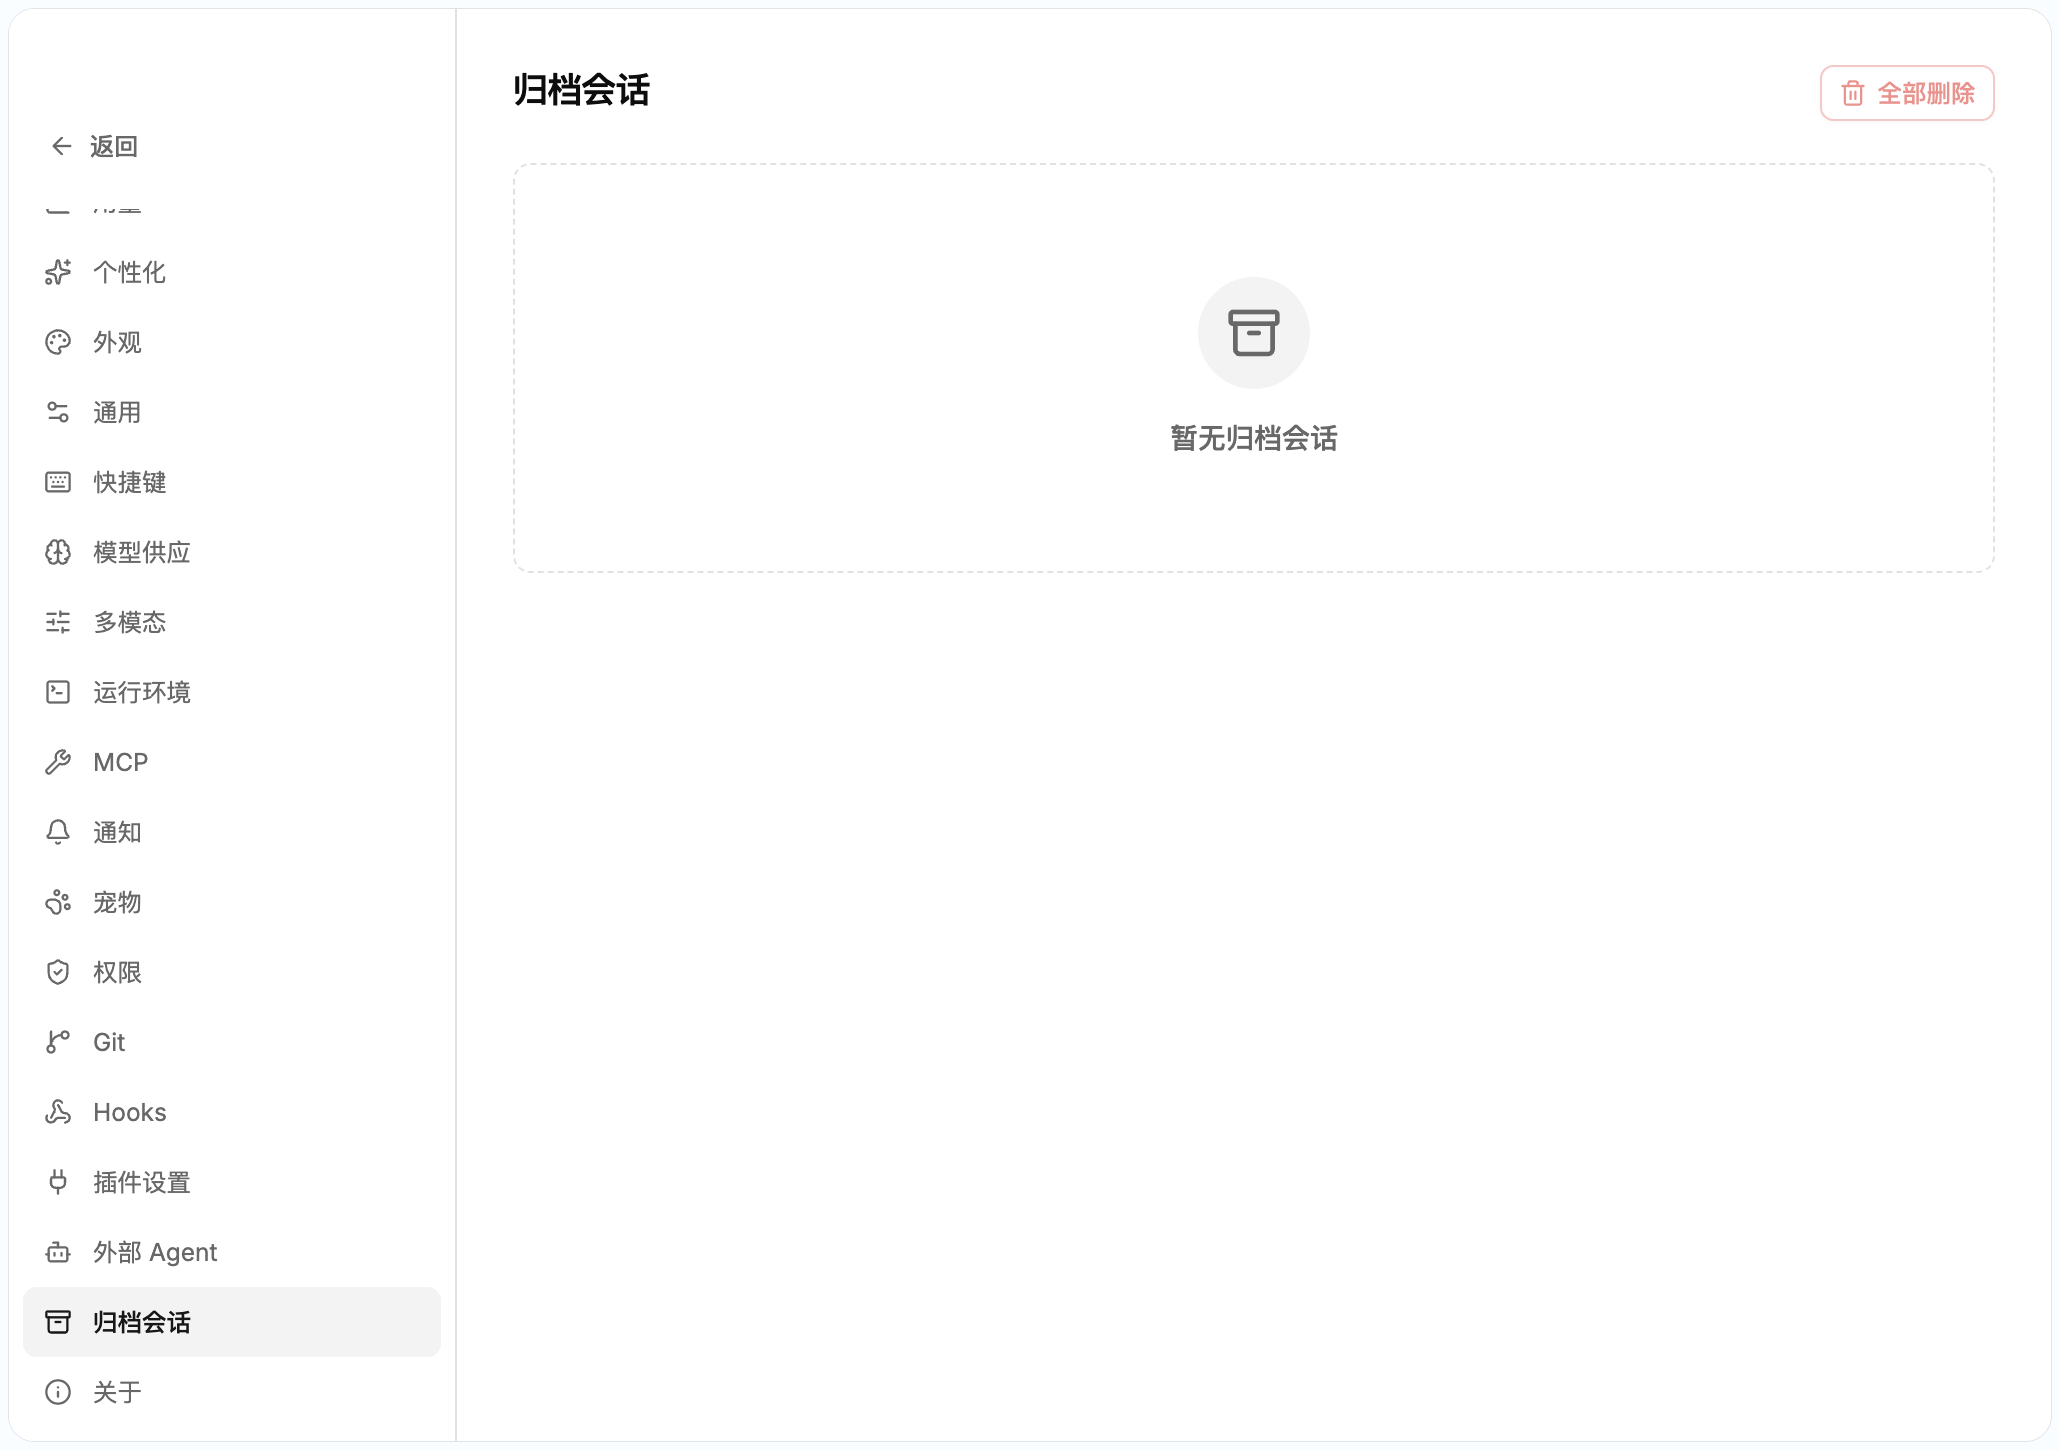 返回
个性化
外观
通用
快捷键
模型供应
多模态
运行环境
MCP
通知
宠物
权限
Git
Hooks
插件设置
外部 Agent
归档会话
关于
归档会话
全部删除
暂无归档会话